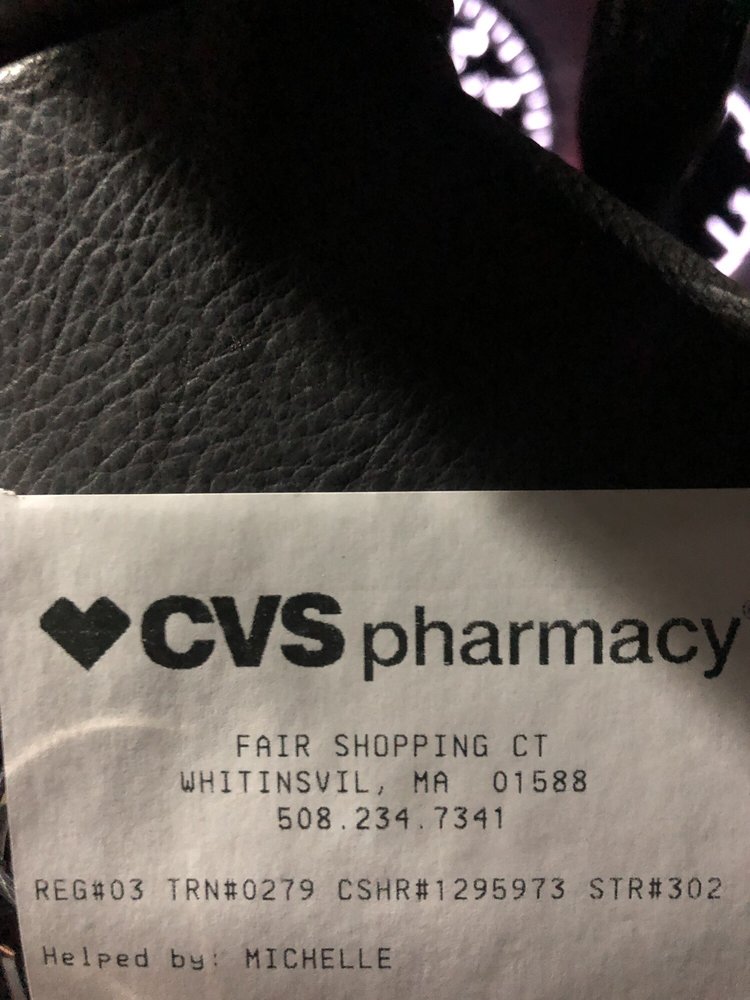 CVS pharmacy
FAIR SHOPPING CT
WHITINSVIL, MA 01588
508.234.7341
REG#03 TRN#0279 CSHR#1295973 STR#302
Helped by: MICHELLE